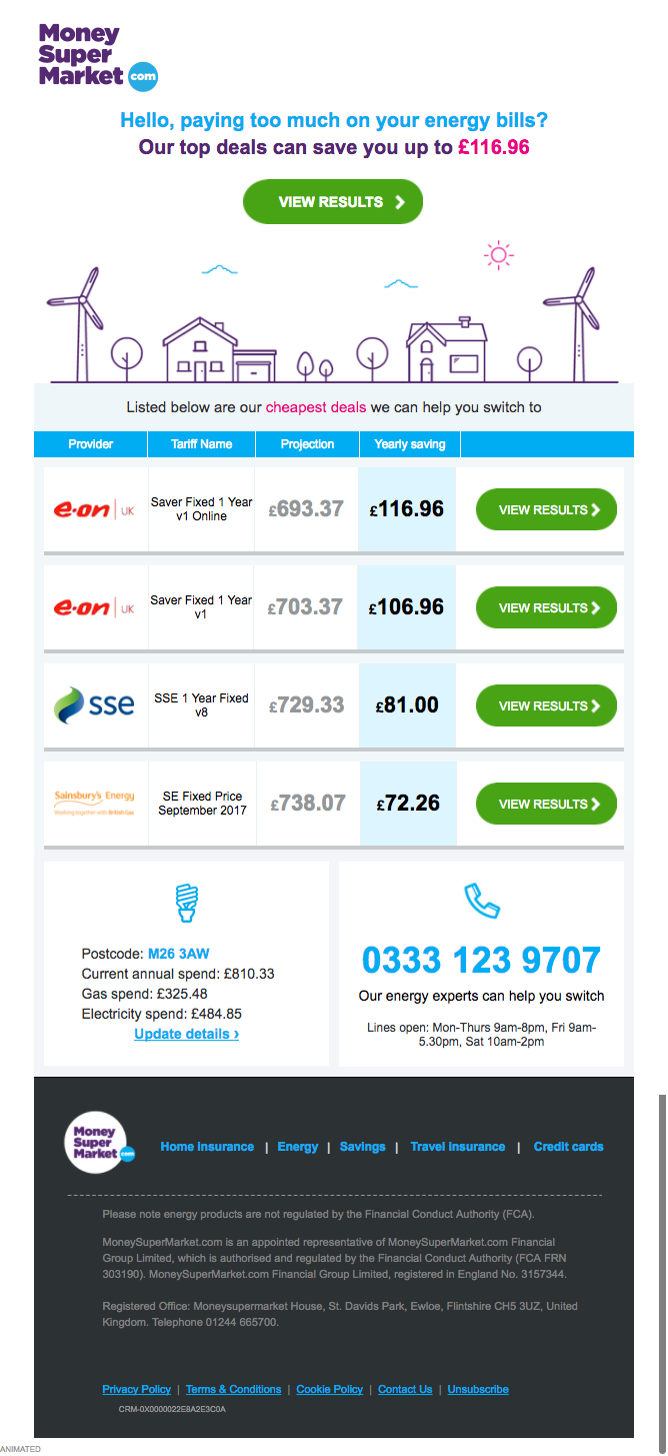 Money
Super
Market com
Hello, paying too much on your energy bills?
Our top deals can save you up to £116.96
VIEW RESULTS
Listed below are our cheapest deals we can help you switch to
Provider Tariff Name Projection Yearly saving
e·on UK Saver Fixed 1 Year v1 Online £693.37 £116.96 VIEW RESULTS
e·on UK Saver Fixed 1 Year v1 £703.37 £106.96 VIEW RESULTS
sse SSE 1 Year Fixed v8 £729.33 £81.00 VIEW RESULTS
Sainsbury's Energy
Working together with British Gas
SE Fixed Price September 2017 £738.07 £72.26 VIEW RESULTS
Postcode: M26 3AW
Current annual spend: £810.33
Gas spend: £325.48
Electricity spend: £484.85
Update details ›
0333 123 9707
Our energy experts can help you switch
Lines open: Mon-Thurs 9am-8pm, Fri 9am-
5.30pm, Sat 10am-2pm
Money
Super
Market com
Home insurance | Energy | Savings | Travel insurance | Credit cards
Please note energy products are not regulated by the Financial Conduct Authority (FCA).
MoneySuperMarket.com is an appointed representative of MoneySuperMarket.com Financial
Group Limited, which is authorised and regulated by the Financial Conduct Authority (FCA FRN
303190). MoneySuperMarket.com Financial Group Limited, registered in England No. 3157344.
Registered Office: Moneysupermarket House, St. Davids Park, Ewloe, Flintshire CH5 3UZ, United
Kingdom. Telephone 01244 665700.
Privacy Policy | Terms & Conditions | Cookie Policy | Contact Us | Unsubscribe
CRM-0X0000022E8A2E3C0A
ANIMATED